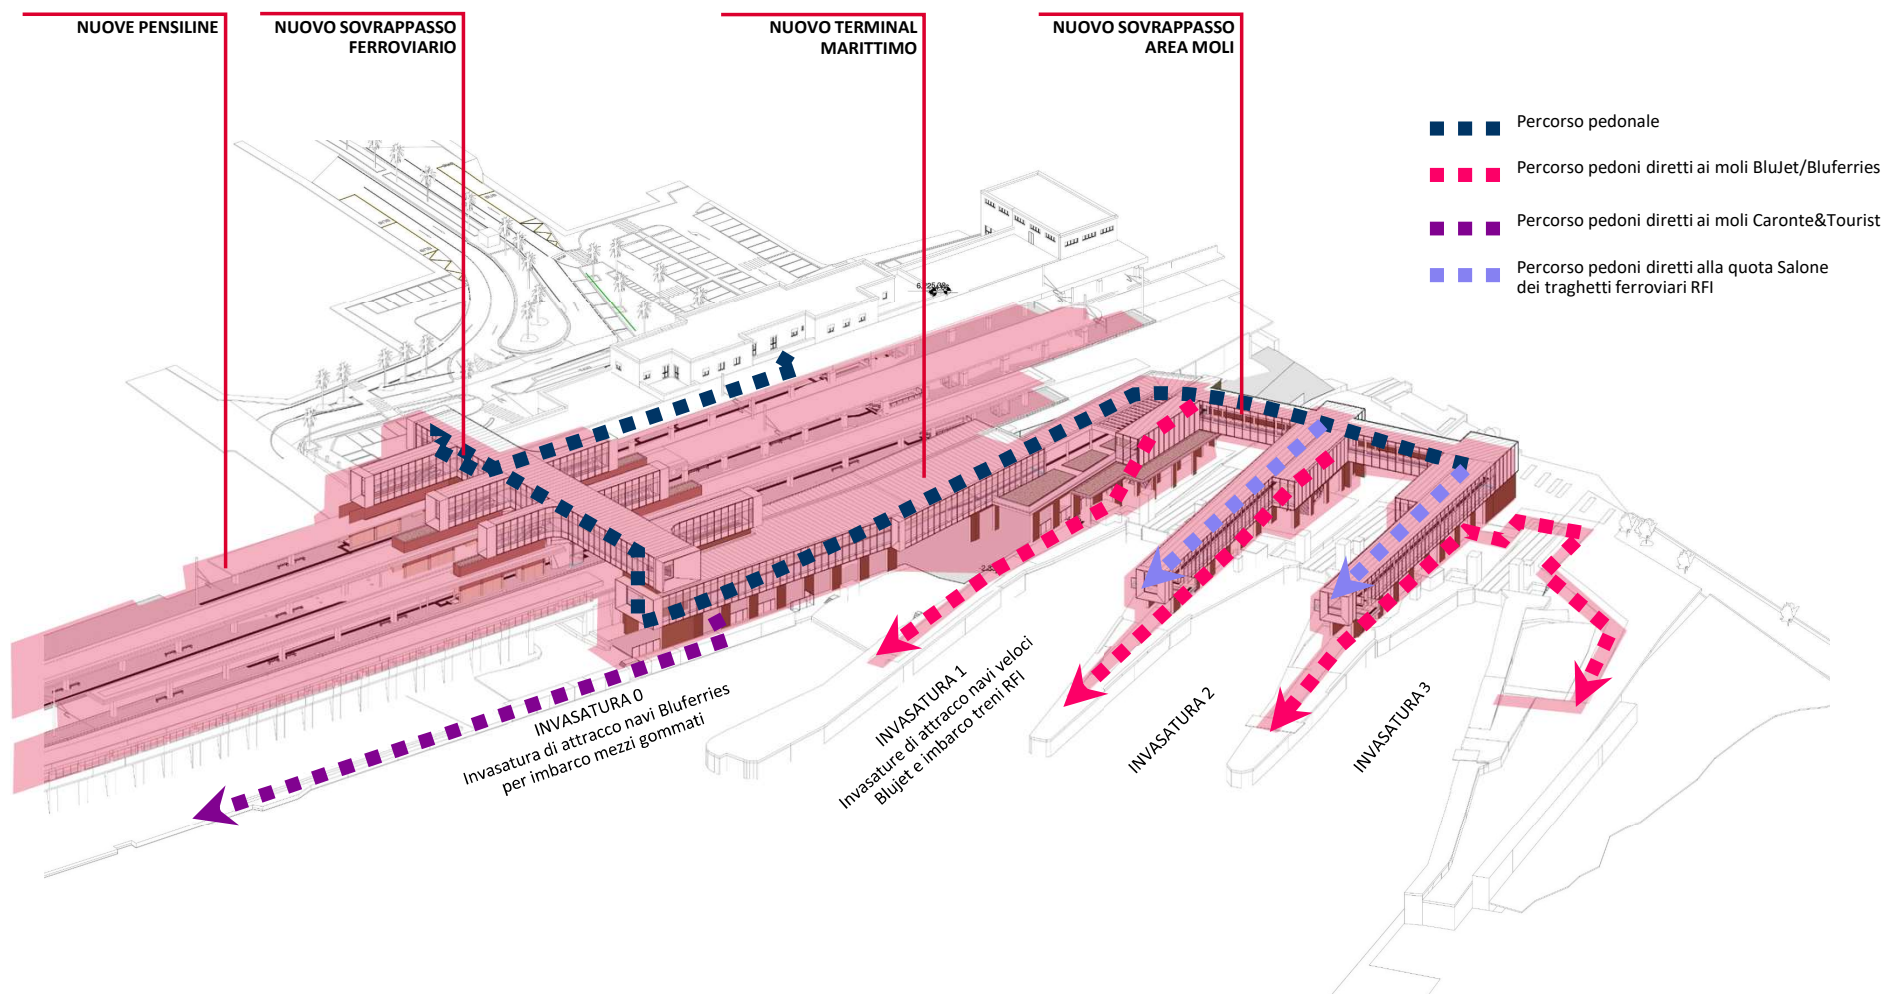 NUOVE PENSILINE
NUOVO SOVRAPPASSO
FERROVIARIO
NUOVO TERMINAL
MARITTIMO
NUOVO SOVRAPPASSO
AREA MOLI
Percorso pedonale
Percorso pedoni diretti ai moli BluJet/Bluferries
Percorso pedoni diretti ai moli Caronte&Tourist
Percorso pedoni diretti alla quota Salone
dei traghetti ferroviari RFI
INVASATURA 0
Invasatura di attracco navi Bluferries
per imbarco mezzi gommati
INVASATURA 1
Invasature di attracco navi veloci
Blujet e imbarco treni RFI
INVASATURA 2
INVASATURA 3